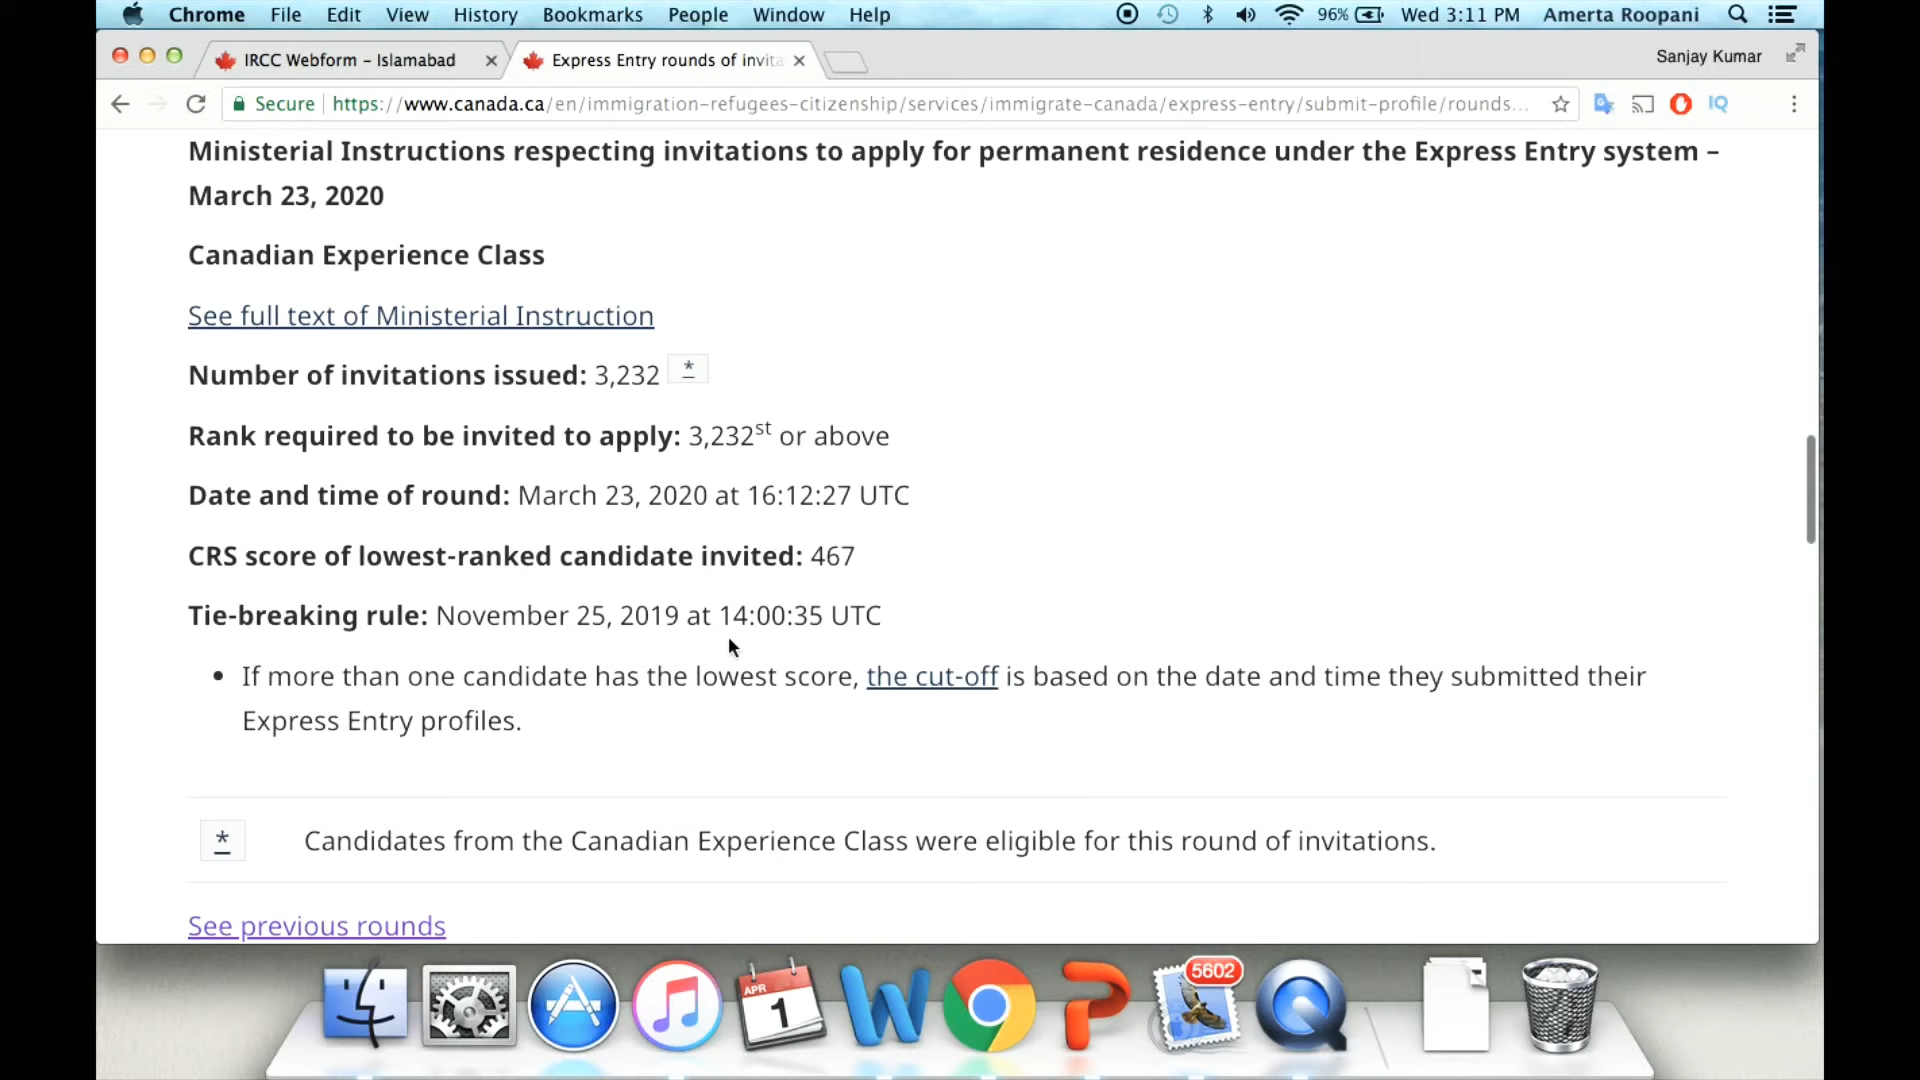 Chrome File Edit View History Bookmarks People Window Help 96% Wed 3:11 PM Amerta Roopani
IRCC Webform – Islamabad Express Entry rounds of invita Sanjay Kumar
Secure https://www.canada.ca/en/immigration-refugees-citizenship/services/immigrate-canada/express-entry/submit-profile/rounds... IQ
Ministerial Instructions respecting invitations to apply for permanent residence under the Express Entry system –
March 23, 2020
Canadian Experience Class
See full text of Ministerial Instruction
Number of invitations issued: 3,232 *
Rank required to be invited to apply: 3,232st or above
Date and time of round: March 23, 2020 at 16:12:27 UTC
CRS score of lowest-ranked candidate invited: 467
Tie-breaking rule: November 25, 2019 at 14:00:35 UTC
• If more than one candidate has the lowest score, the cut-off is based on the date and time they submitted their
Express Entry profiles.
* Candidates from the Canadian Experience Class were eligible for this round of invitations.
See previous rounds
APR
1
5602